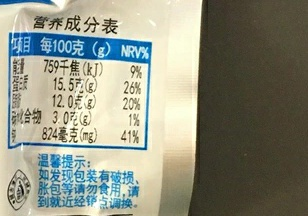 营养成分表
项目 每100克(g) NRV%
能量 759千焦(kJ) 9%
蛋白质 15.5克(g) 26%
脂肪 12.0克(g) 20%
碳水化合物 3.0克(g) 1%
钠 824毫克(mg) 41%
温馨提示:
如发现包装有破损、
胀包等请勿食用,请
到就近经销点调换。